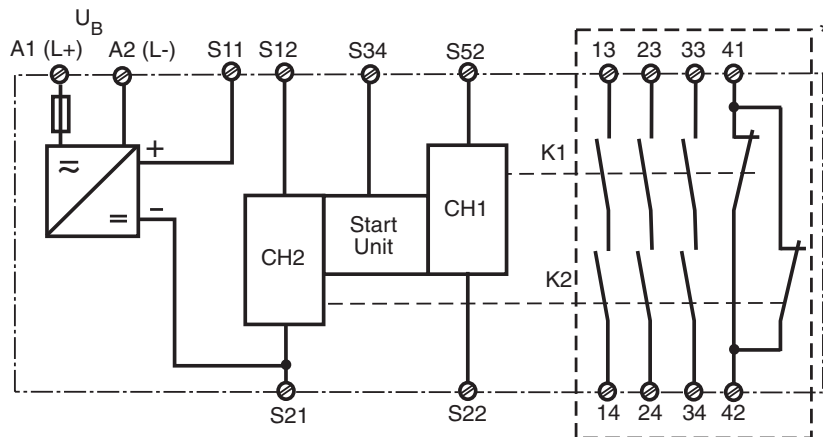 U_B
A1 (L+) A2 (L-) S11 S12 S34 S52 13 23 33 41 *
+
K1
-
CH1
Start
Unit
CH2
K2
S21 S22 14 24 34 42